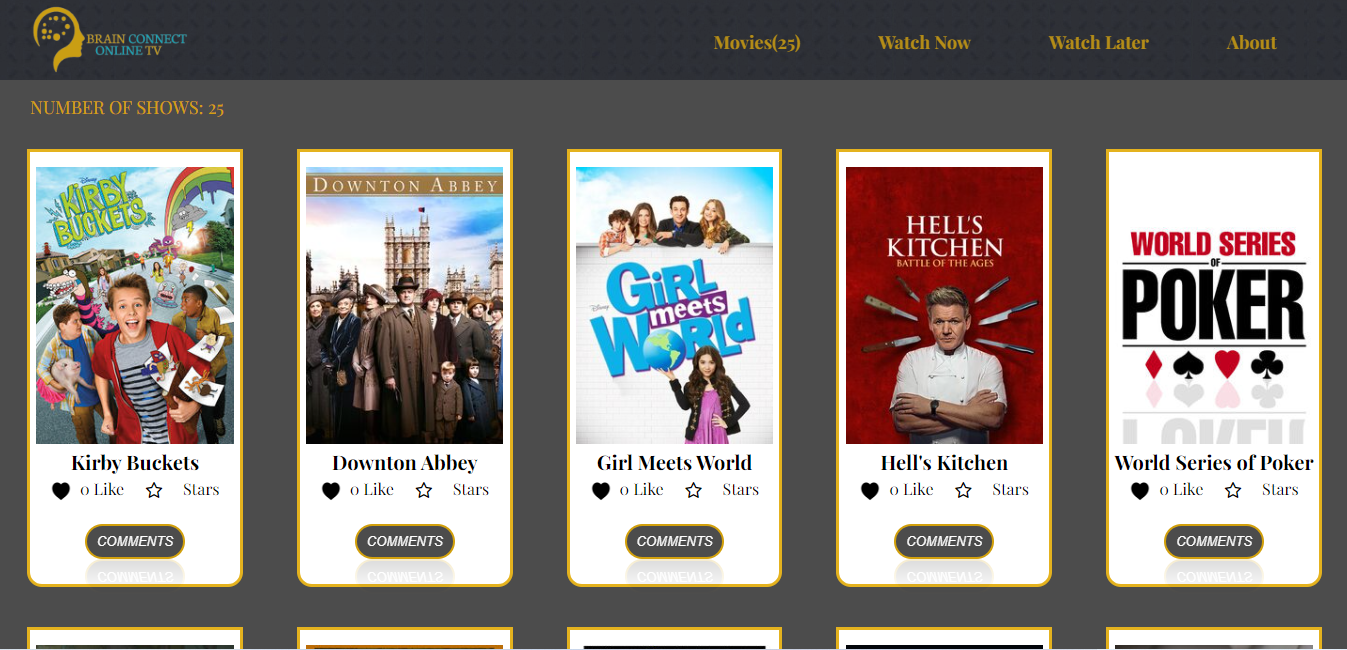 BRAIN CONNECT
ONLINE TV
Movies(25)
Watch Now
Watch Later
About
NUMBER OF SHOWS: 25
Disney
KIRBY
BUCKETS
DOWNTON ABBEY
Disney
GiRL
meets
WORLD
HELL'S
KITCHEN
BATTLE OF THE AGES
WORLD SERIES
OF
POKER
Kirby Buckets
0 Like
Stars
COMMENTS
Downton Abbey
0 Like
Stars
COMMENTS
Girl Meets World
0 Like
Stars
COMMENTS
Hell's Kitchen
0 Like
Stars
COMMENTS
World Series of Poker
0 Like
Stars
COMMENTS